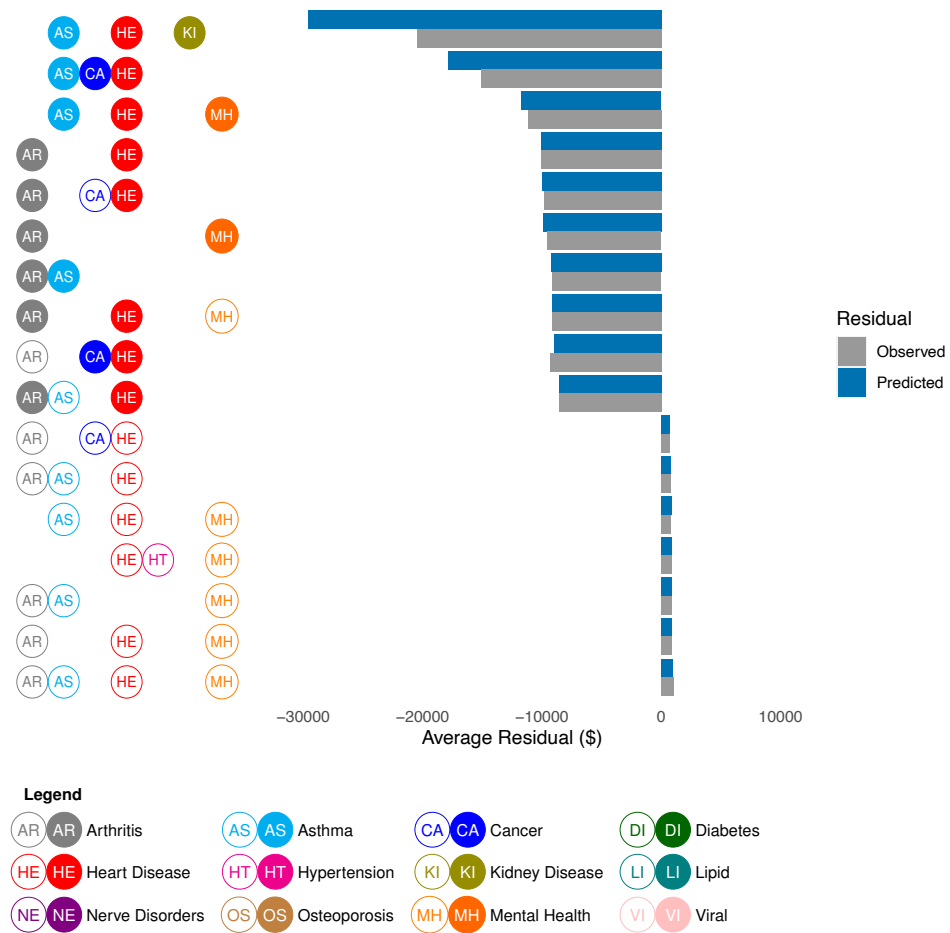 AS HE KI
AS CA HE
AS HE MH
AR HE
AR CA HE
AR MH
AR AS
AR HE MH
AR CA HE
AR AS HE
AR CA HE
AR AS HE
AS HE MH
HE HT MH
AR AS MH
AR HE MH
AR AS HE MH
Residual
Observed
Predicted
−30000 −20000 −10000 0 10000
Average Residual ($)
Legend
AR AR Arthritis AS AS Asthma CA CA Cancer DI DI Diabetes
HE HE Heart Disease HT HT Hypertension KI KI Kidney Disease LI LI Lipid
NE NE Nerve Disorders OS OS Osteoporosis MH MH Mental Health VI VI Viral